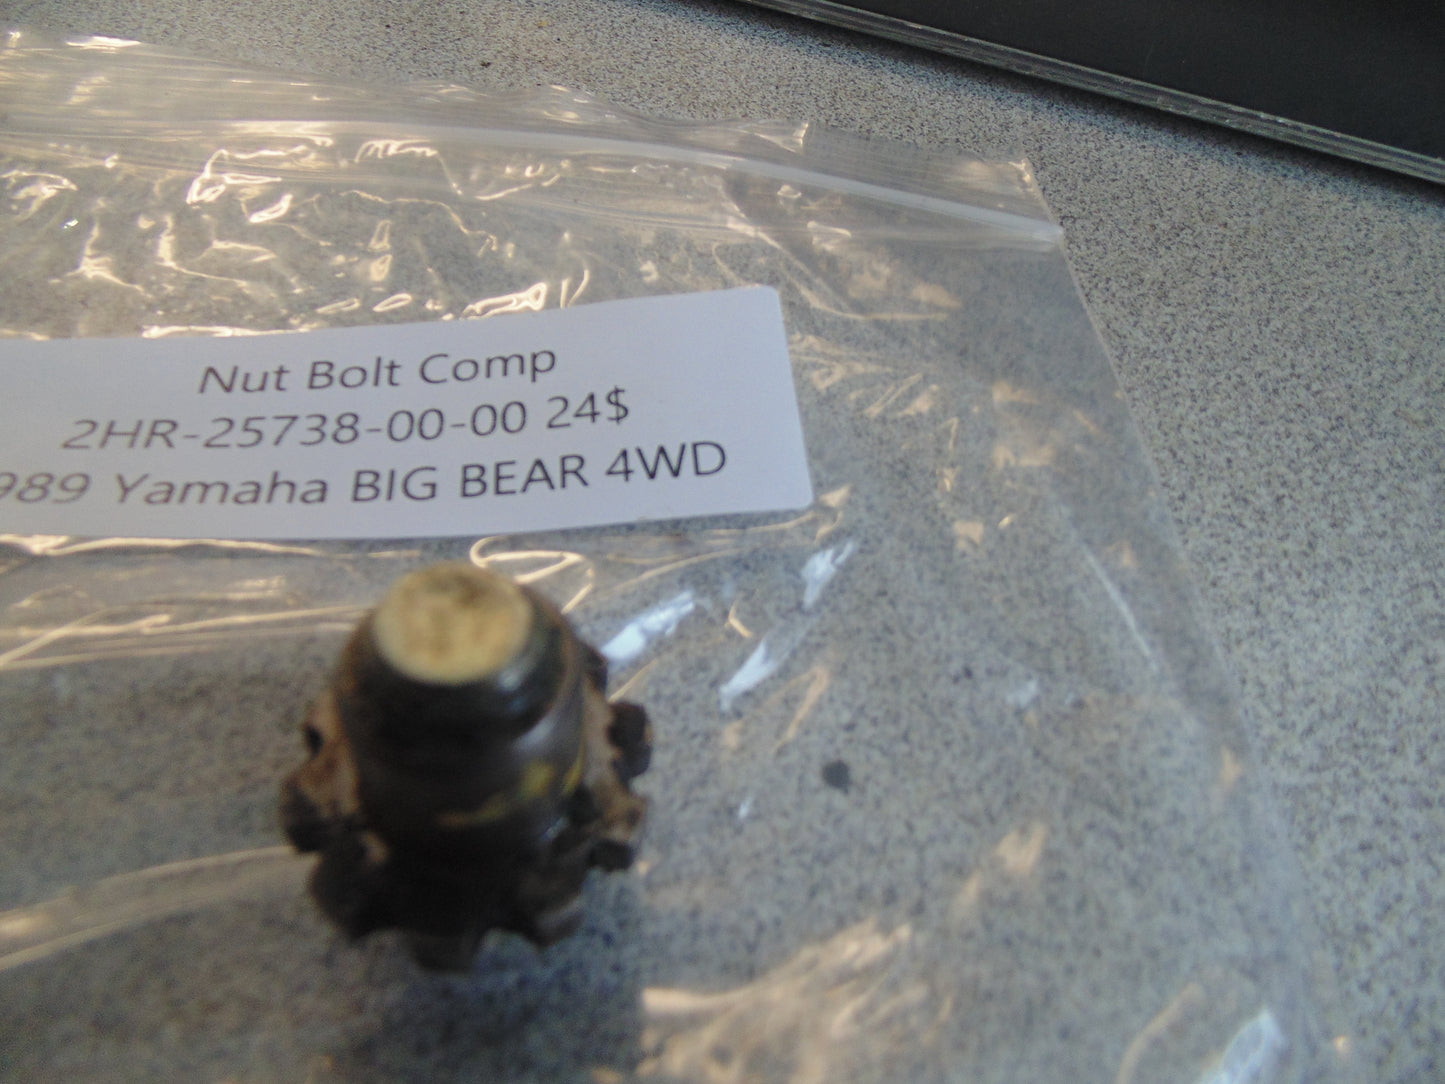 Nut Bolt Comp
2HR-25738-00-00 24$
989 Yamaha BIG BEAR 4WD